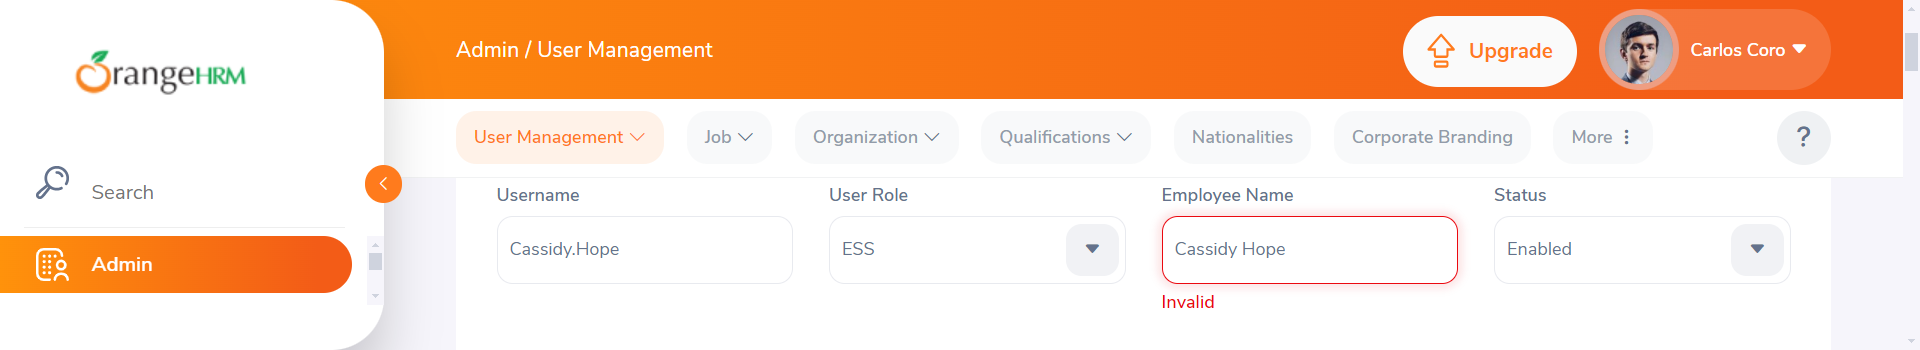 OrangeHRM
Search
Admin
Admin / User Management
Upgrade
Carlos Coro
User Management
Job
Organization
Qualifications
Nationalities
Corporate Branding
More
?
Username
User Role
Employee Name
Status
Cassidy.Hope
ESS
Cassidy Hope
Enabled
Invalid